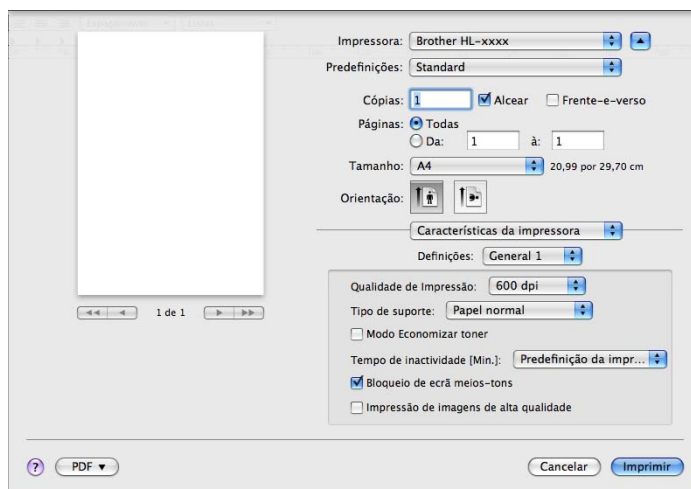 Impressora: Brother HL-xxxx
Predefinições: Standard
Cópias: 1 Alcear Frente-e-verso
Páginas: Todas
Da: 1 à: 1
Tamanho: A4 20,99 por 29,70 cm
Orientação:
Características da impressora
Definições: General 1
Qualidade de Impressão: 600 dpi
Tipo de suporte: Papel normal
Modo Economizar toner
Tempo de inactividade [Min.]: Predefinição da impr...
Bloqueio de ecrã meios-tons
Impressão de imagens de alta qualidade
1 de 1
? PDF Cancelar Imprimir